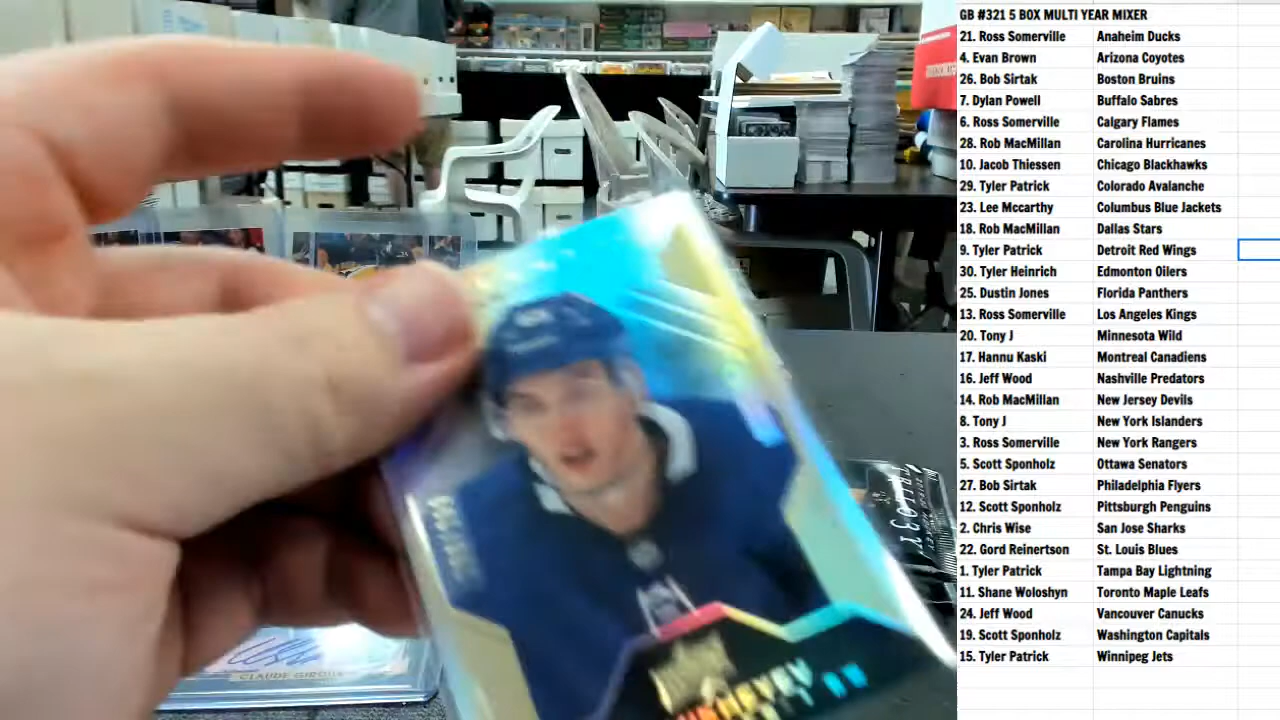 GB #321 5 BOX MULTI YEAR MIXER
21. Ross Somerville Anaheim Ducks
4. Evan Brown Arizona Coyotes
26. Bob Sirtak Boston Bruins
7. Dylan Powell Buffalo Sabres
6. Ross Somerville Calgary Flames
28. Rob MacMillan Carolina Hurricanes
10. Jacob Thiessen Chicago Blackhawks
29. Tyler Patrick Colorado Avalanche
23. Lee Mccarthy Columbus Blue Jackets
18. Rob MacMillan Dallas Stars
9. Tyler Patrick Detroit Red Wings
30. Tyler Heinrich Edmonton Oilers
25. Dustin Jones Florida Panthers
13. Ross Somerville Los Angeles Kings
20. Tony J Minnesota Wild
17. Hannu Kaski Montreal Canadiens
16. Jeff Wood Nashville Predators
14. Rob MacMillan New Jersey Devils
8. Tony J New York Islanders
3. Ross Somerville New York Rangers
5. Scott Sponholz Ottawa Senators
27. Bob Sirtak Philadelphia Flyers
12. Scott Sponholz Pittsburgh Penguins
2. Chris Wise San Jose Sharks
22. Gord Reinertson St. Louis Blues
1. Tyler Patrick Tampa Bay Lightning
11. Shane Woloshyn Toronto Maple Leafs
24. Jeff Wood Vancouver Canucks
19. Scott Sponholz Washington Capitals
15. Tyler Patrick Winnipeg Jets
CLAUDE GIROUX